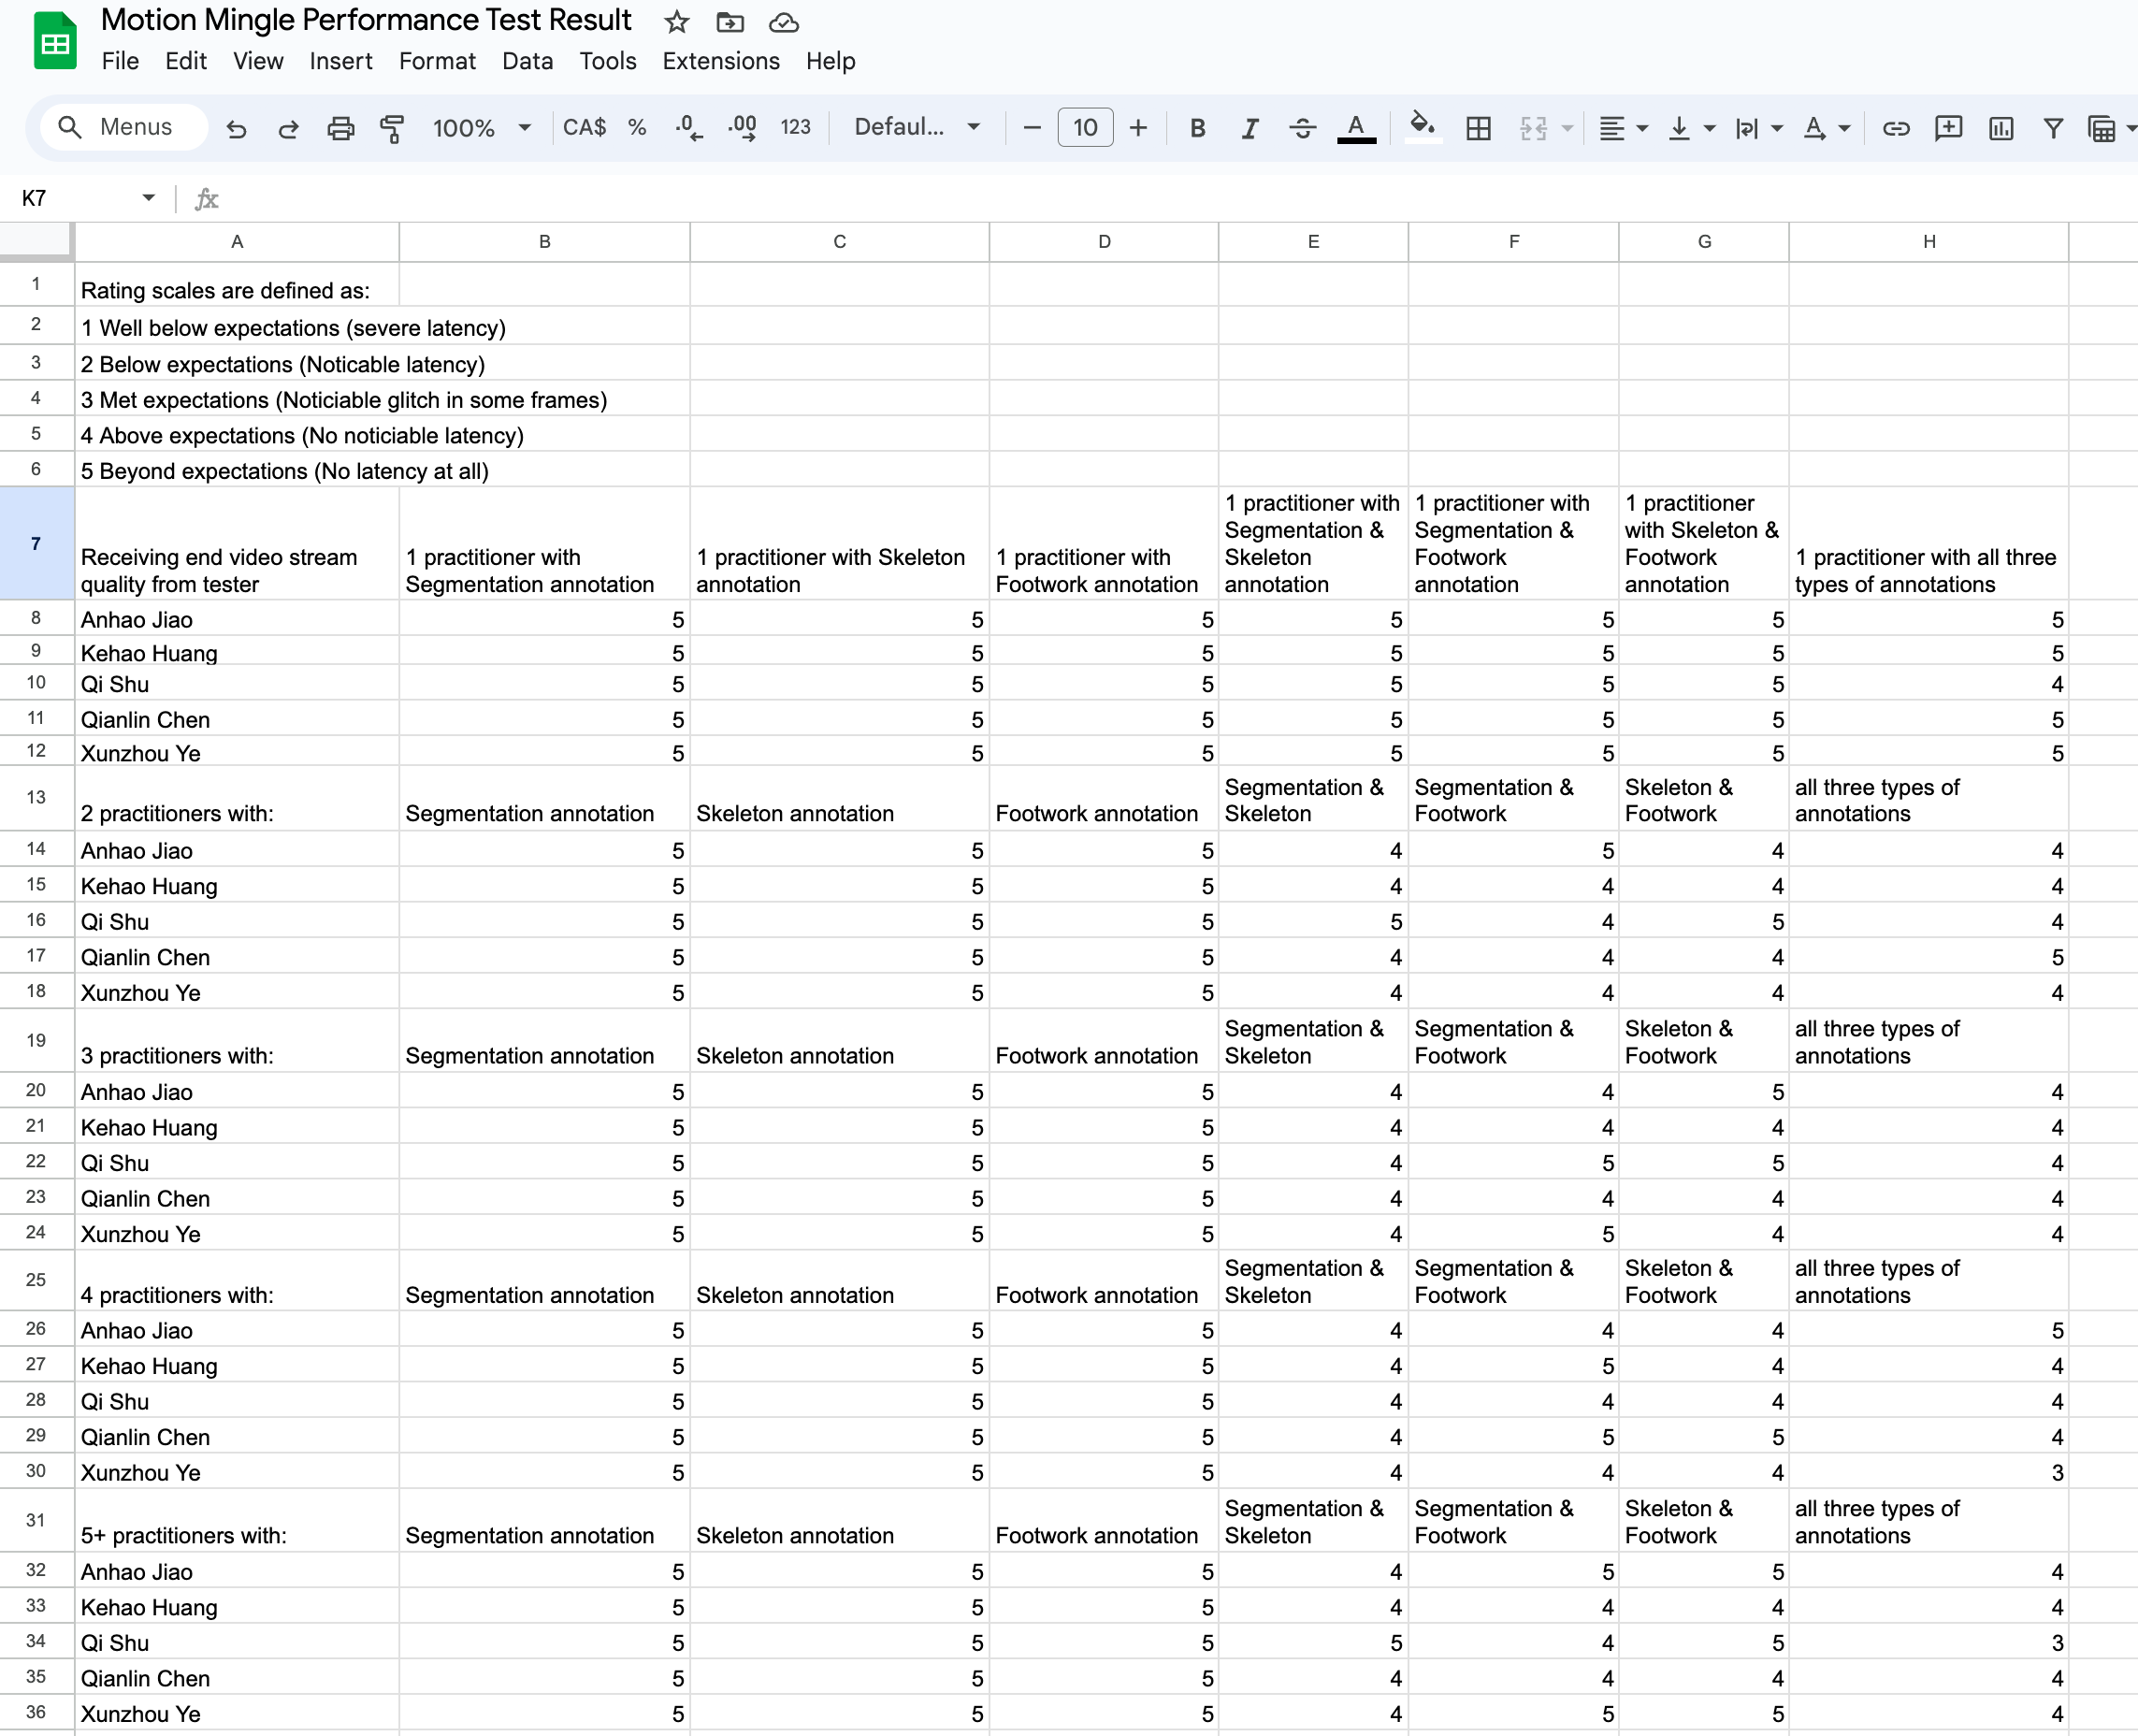 Motion Mingle Performance Test Result
File Edit View Insert Format Data Tools Extensions Help
Menus 100% CA$ % .0 .00 123 Defaul... 10 B I A A
K7 fx
A B C D E F G H
1 Rating scales are defined as:
2 1 Well below expectations (severe latency)
3 2 Below expectations (Noticable latency)
4 3 Met expectations (Noticiable glitch in some frames)
5 4 Above expectations (No noticiable latency)
6 5 Beyond expectations (No latency at all)
7
Receiving end video stream
quality from tester
1 practitioner with
Segmentation annotation
1 practitioner with Skeleton
annotation
1 practitioner with
Footwork annotation
1 practitioner with
Segmentation &
Skeleton
annotation
1 practitioner with
Segmentation &
Footwork
annotation
1 practitioner
with Skeleton &
Footwork
annotation
1 practitioner with all three
types of annotations
8 Anhao Jiao 5 5 5 5 5 5 5
9 Kehao Huang 5 5 5 5 5 5 5
10 Qi Shu 5 5 5 5 5 5 4
11 Qianlin Chen 5 5 5 5 5 5 5
12 Xunzhou Ye 5 5 5 5 5 5 5
13 2 practitioners with:
Segmentation annotation
Skeleton annotation
Footwork annotation
Segmentation &
Skeleton
Segmentation &
Footwork
Skeleton &
Footwork
all three types of
annotations
14 Anhao Jiao 5 5 5 4 5 4 4
15 Kehao Huang 5 5 5 4 4 4 4
16 Qi Shu 5 5 5 5 4 5 4
17 Qianlin Chen 5 5 5 4 4 4 5
18 Xunzhou Ye 5 5 5 4 4 4 4
19 3 practitioners with:
Segmentation annotation
Skeleton annotation
Footwork annotation
Segmentation &
Skeleton
Segmentation &
Footwork
Skeleton &
Footwork
all three types of
annotations
20 Anhao Jiao 5 5 5 4 4 5 4
21 Kehao Huang 5 5 5 4 4 4 4
22 Qi Shu 5 5 5 4 5 5 4
23 Qianlin Chen 5 5 5 4 4 4 4
24 Xunzhou Ye 5 5 5 4 5 4 4
25 4 practitioners with:
Segmentation annotation
Skeleton annotation
Footwork annotation
Segmentation &
Skeleton
Segmentation &
Footwork
Skeleton &
Footwork
all three types of
annotations
26 Anhao Jiao 5 5 5 4 4 4 5
27 Kehao Huang 5 5 5 4 5 4 4
28 Qi Shu 5 5 5 4 4 4 4
29 Qianlin Chen 5 5 5 4 5 5 4
30 Xunzhou Ye 5 5 5 4 4 4 3
31 5+ practitioners with:
Segmentation annotation
Skeleton annotation
Footwork annotation
Segmentation &
Skeleton
Segmentation &
Footwork
Skeleton &
Footwork
all three types of
annotations
32 Anhao Jiao 5 5 5 4 5 5 4
33 Kehao Huang 5 5 5 4 4 4 4
34 Qi Shu 5 5 5 5 4 5 3
35 Qianlin Chen 5 5 5 4 4 4 4
36 Xunzhou Ye 5 5 5 4 5 5 4